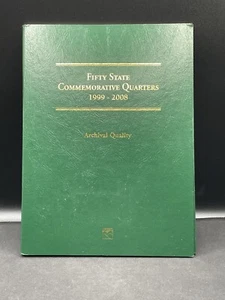 Fifty State
Commemorative Quarters
1999 - 2008
Archival Quality